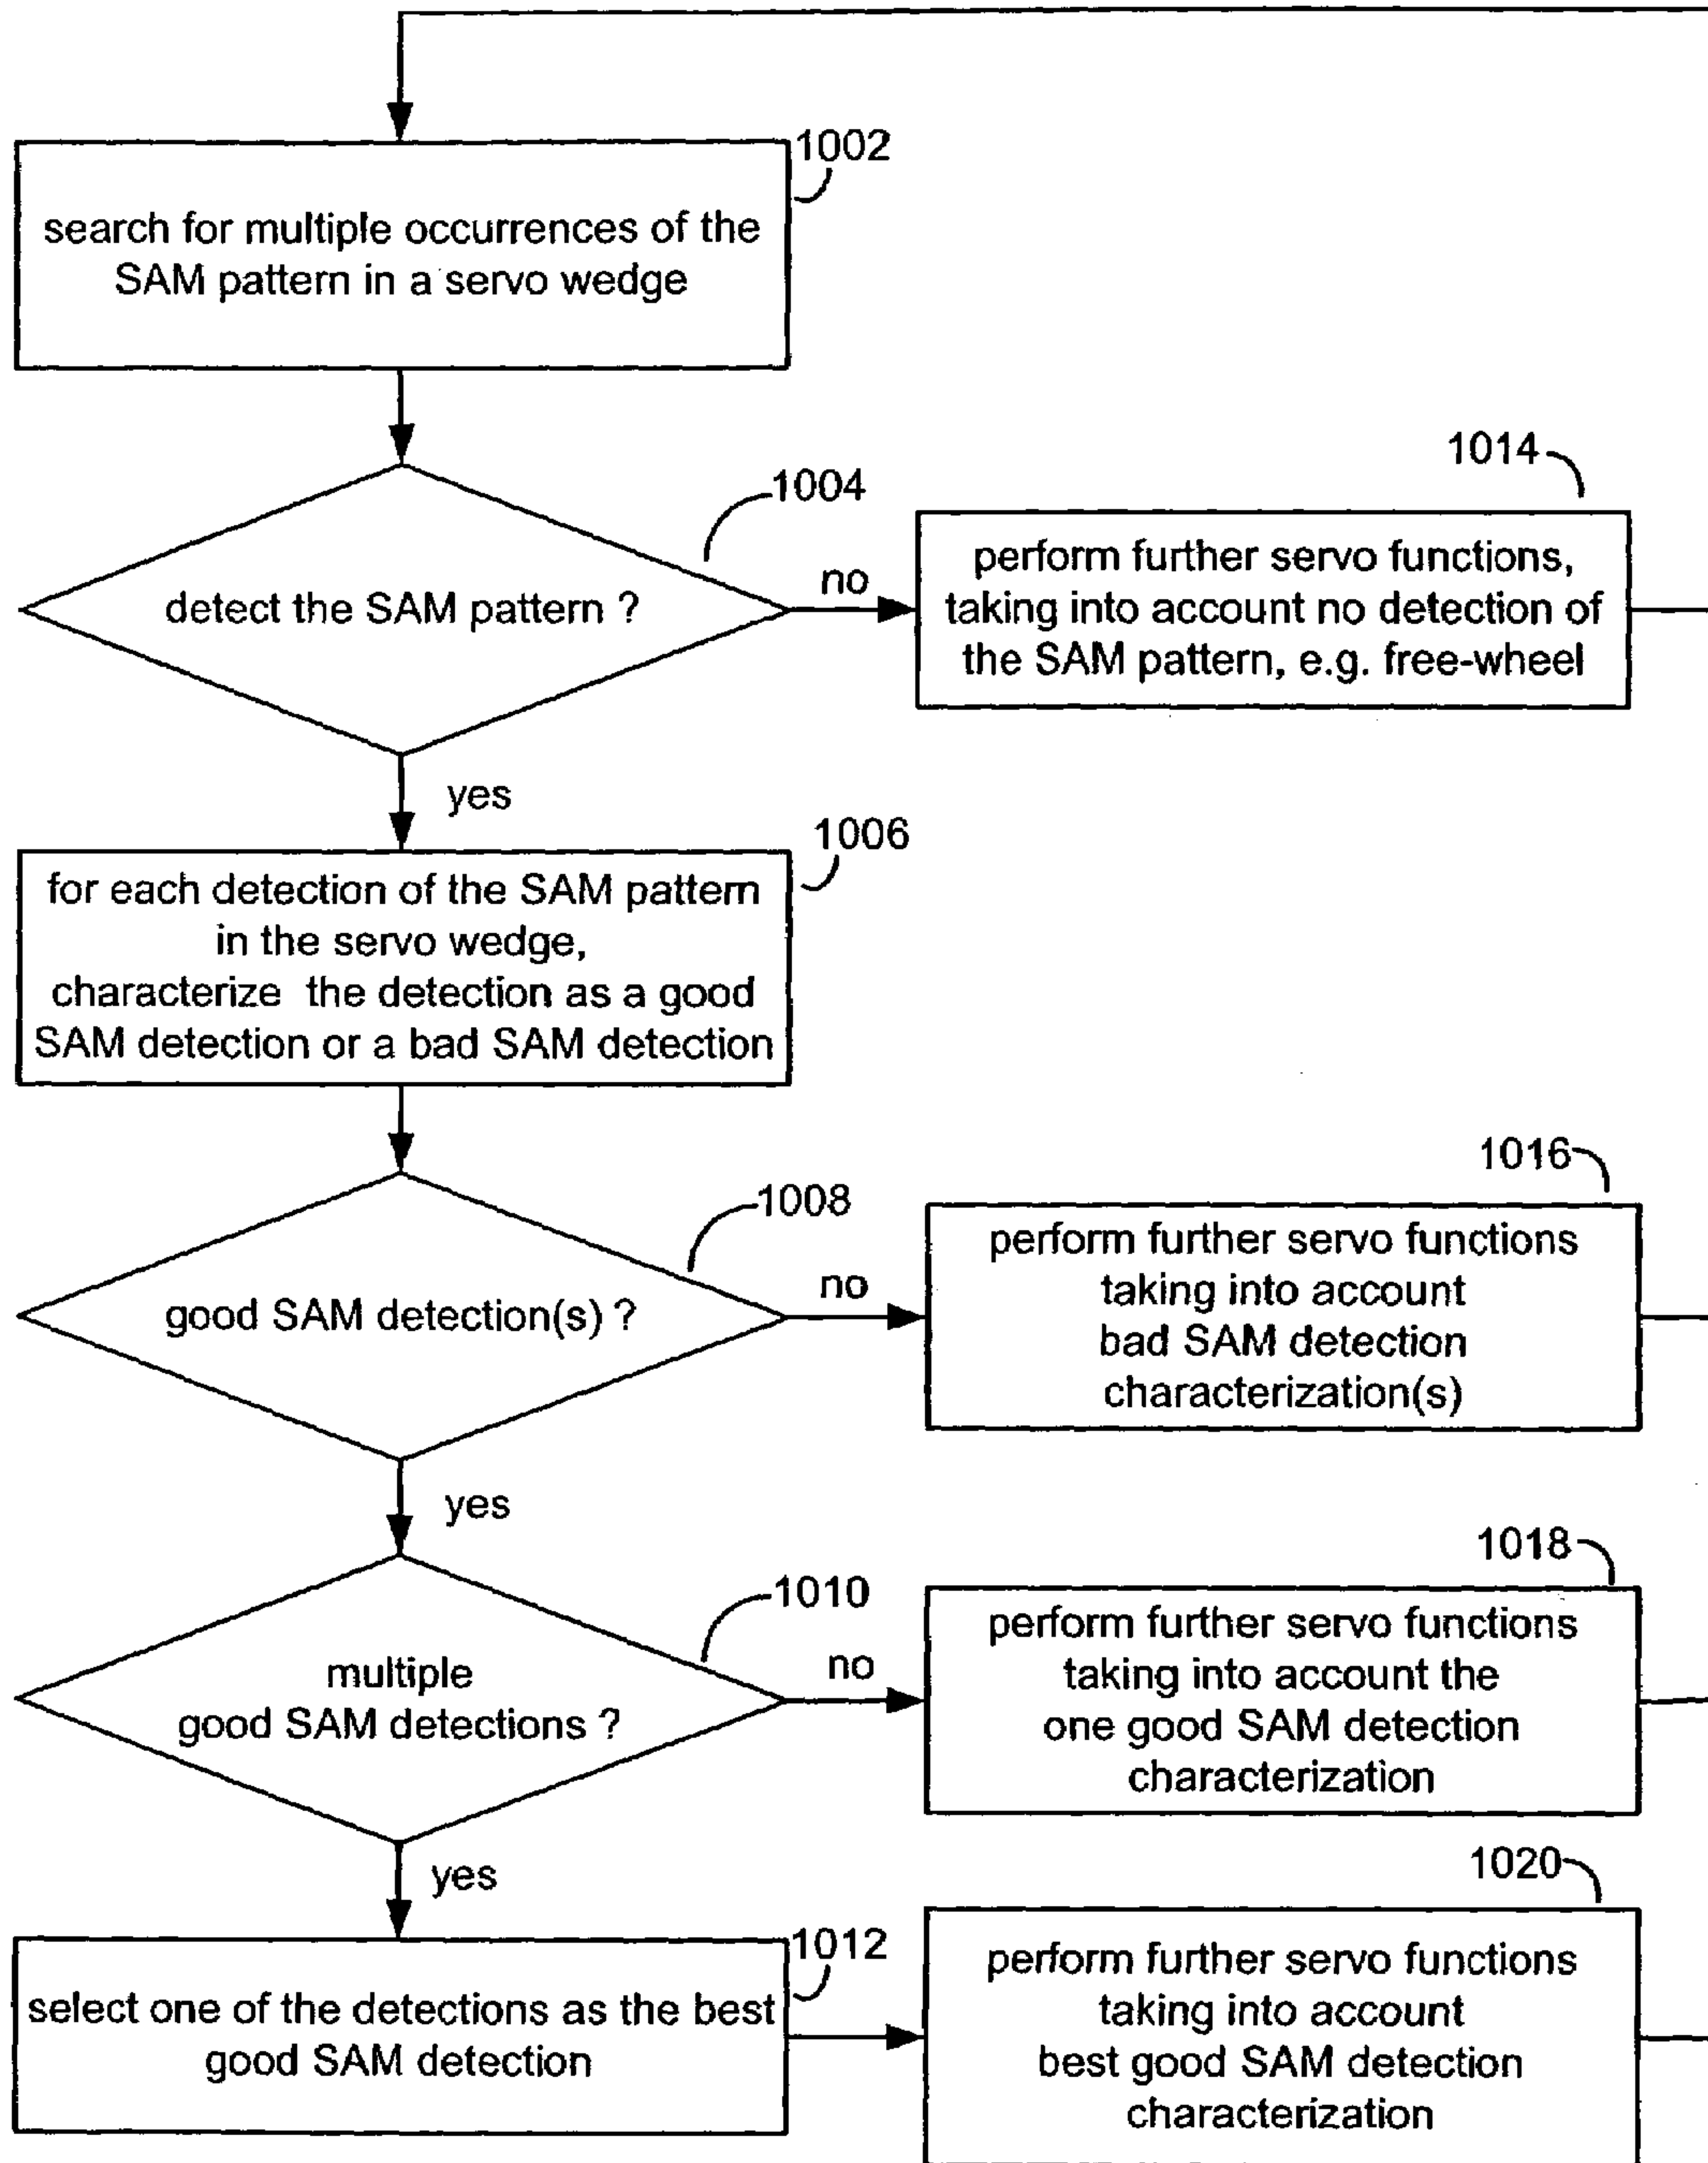 1002
search for multiple occurrences of the
SAM pattern in a servo wedge
1004
detect the SAM pattern ?
no
1014
perform further servo functions,
taking into account no detection of
the SAM pattern, e.g. free-wheel
yes
1006
for each detection of the SAM pattern
in the servo wedge,
characterize the detection as a good
SAM detection or a bad SAM detection
1008
good SAM detection(s) ?
no
1016
perform further servo functions
taking into account
bad SAM detection
characterization(s)
yes
1010
multiple
good SAM detections ?
no
1018
perform further servo functions
taking into account the
one good SAM detection
characterization
yes
1012
select one of the detections as the best
good SAM detection
1020
perform further servo functions
taking into account
best good SAM detection
characterization